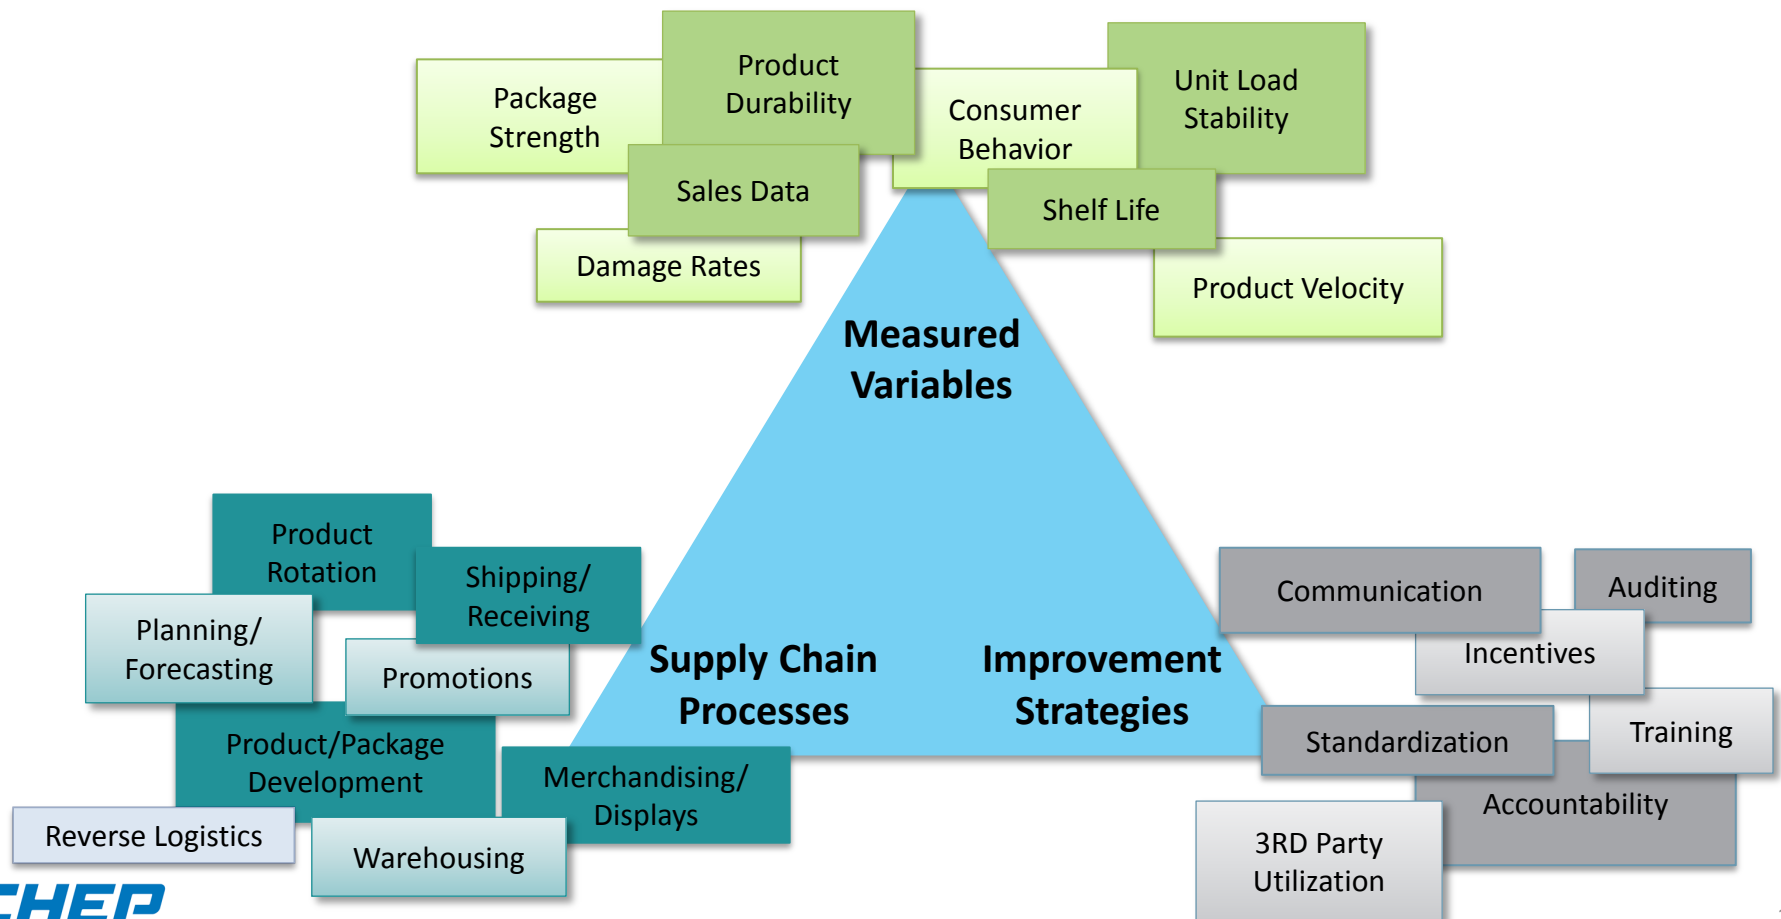 Product
Durability
Package
Strength
Consumer
Behavior
Unit Load
Stability
Sales Data
Shelf Life
Damage Rates
Product Velocity
Measured
Variables
Product
Rotation
Shipping/
Receiving
Planning/
Forecasting
Promotions
Product/Package
Development
Merchandising/
Displays
Reverse Logistics
Warehousing
Supply Chain
Processes
Improvement
Strategies
Communication
Auditing
Incentives
Training
Standardization
Accountability
3RD Party
Utilization
CHEP